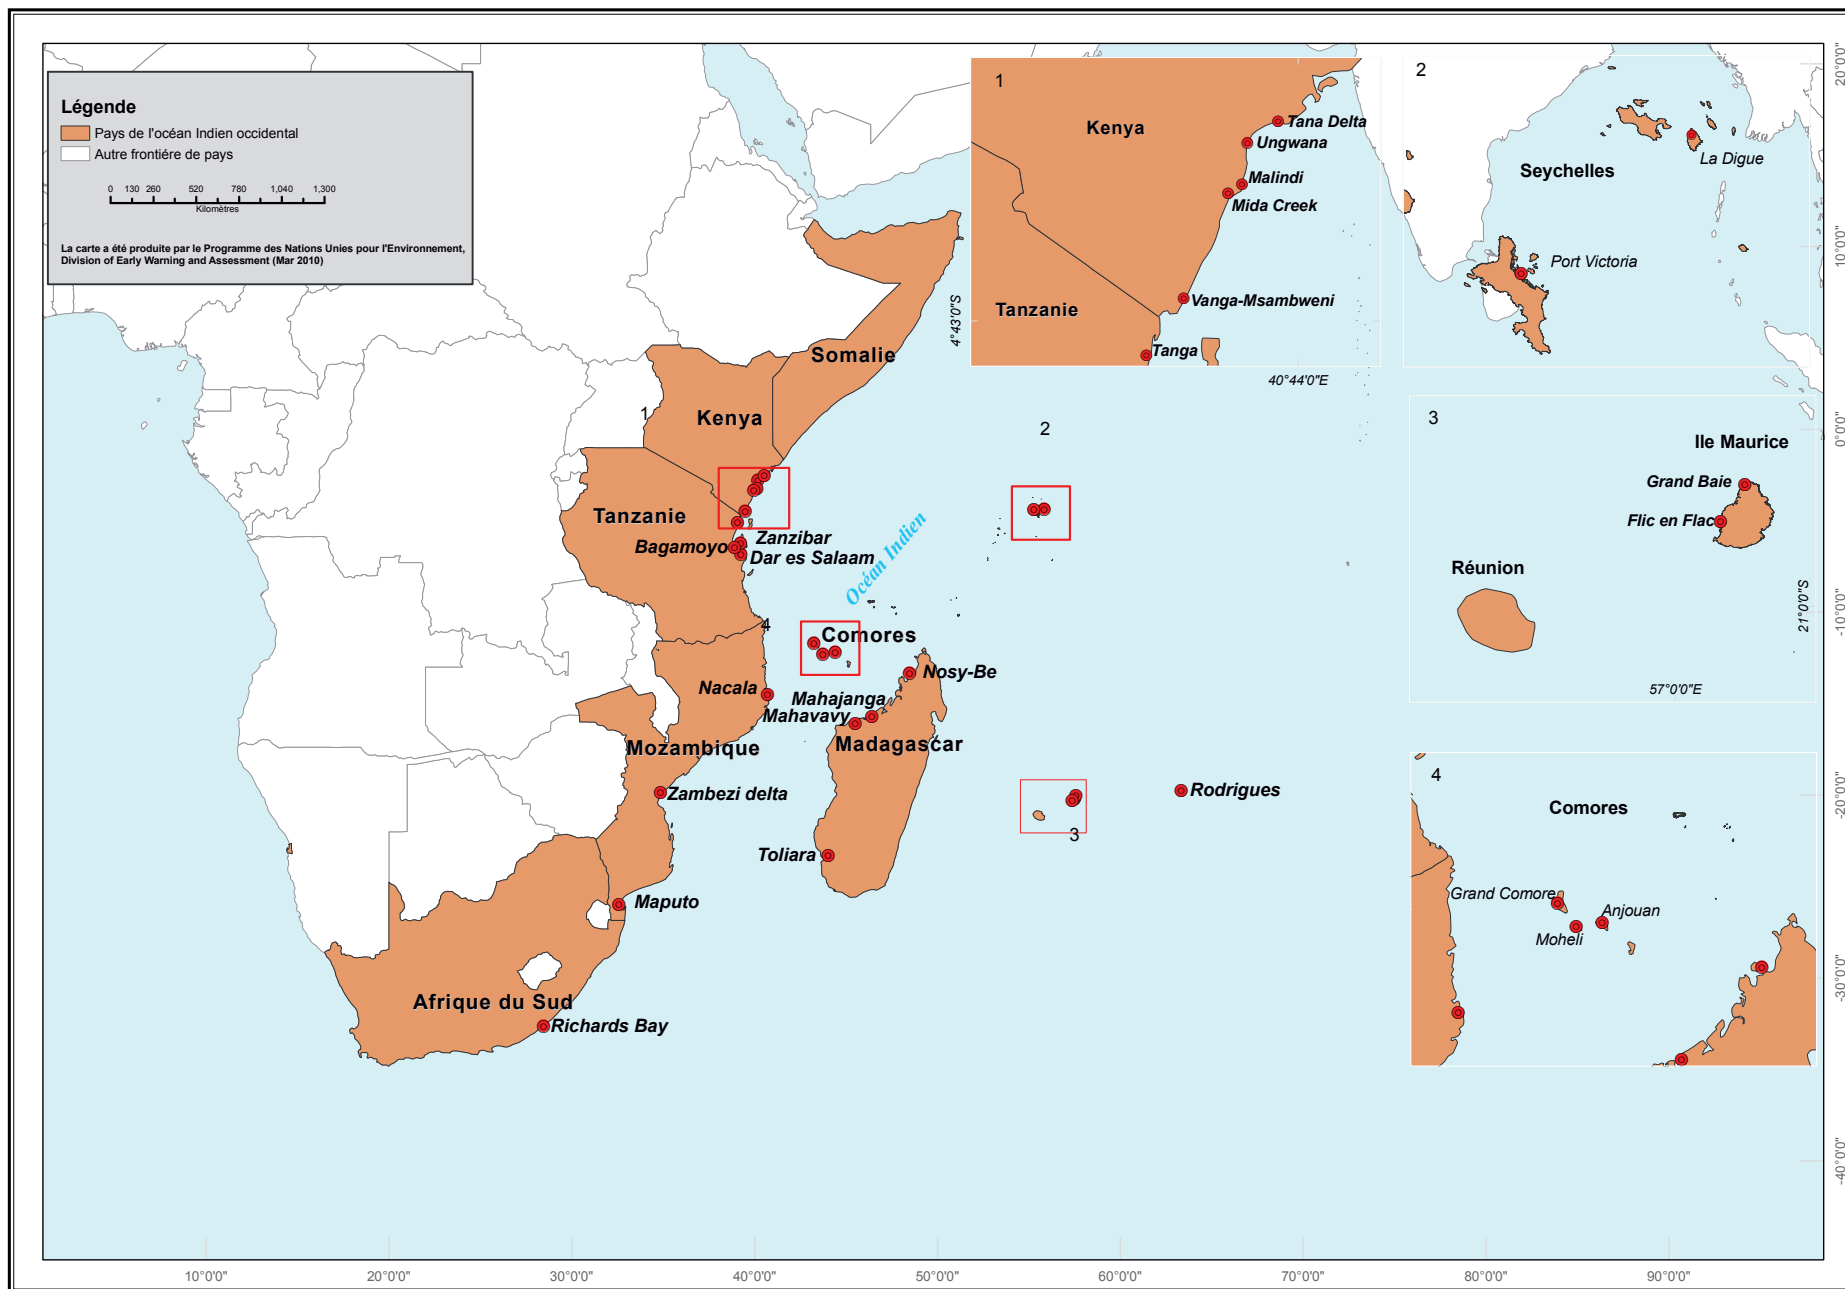 Légende
Pays de l'océan Indien occidental
Autre frontiére de pays
0 130 260 520 780 1,040 1,300
Kilomètres
La carte a été produite par le Programme des Nations Unies pour l'Environnement,
Division of Early Warning and Assessment (Mar 2010)
1
Kenya
Tana Delta
Ungwana
Malindi
Mida Creek
Vanga-Msambweni
Tanzanie
Tanga
4°43'0"S
40°44'0"E
2
Seychelles
La Digue
Port Victoria
3
Ile Maurice
Grand Baie
Flic en Flac
Réunion
21°0'0"S
57°0'0"E
4
Comores
Grand Comore
Anjouan
Moheli
Somalie
1
Kenya
2
Tanzanie
Bagamoyo
Zanzibar
Dar es Salaam
Océan Indien
4
Comores
Nacala
Nosy-Be
Mahajanga
Mahavavy
Mozambique
Madagascar
Zambezi delta
Rodrigues
3
Toliara
Maputo
Afrique du Sud
Richards Bay
20°0'0"
10°0'0"
0°0'0"
-10°0'0"
-20°0'0"
-30°0'0"
-40°0'0"
10°0'0"
20°0'0"
30°0'0"
40°0'0"
50°0'0"
60°0'0"
70°0'0"
80°0'0"
90°0'0"